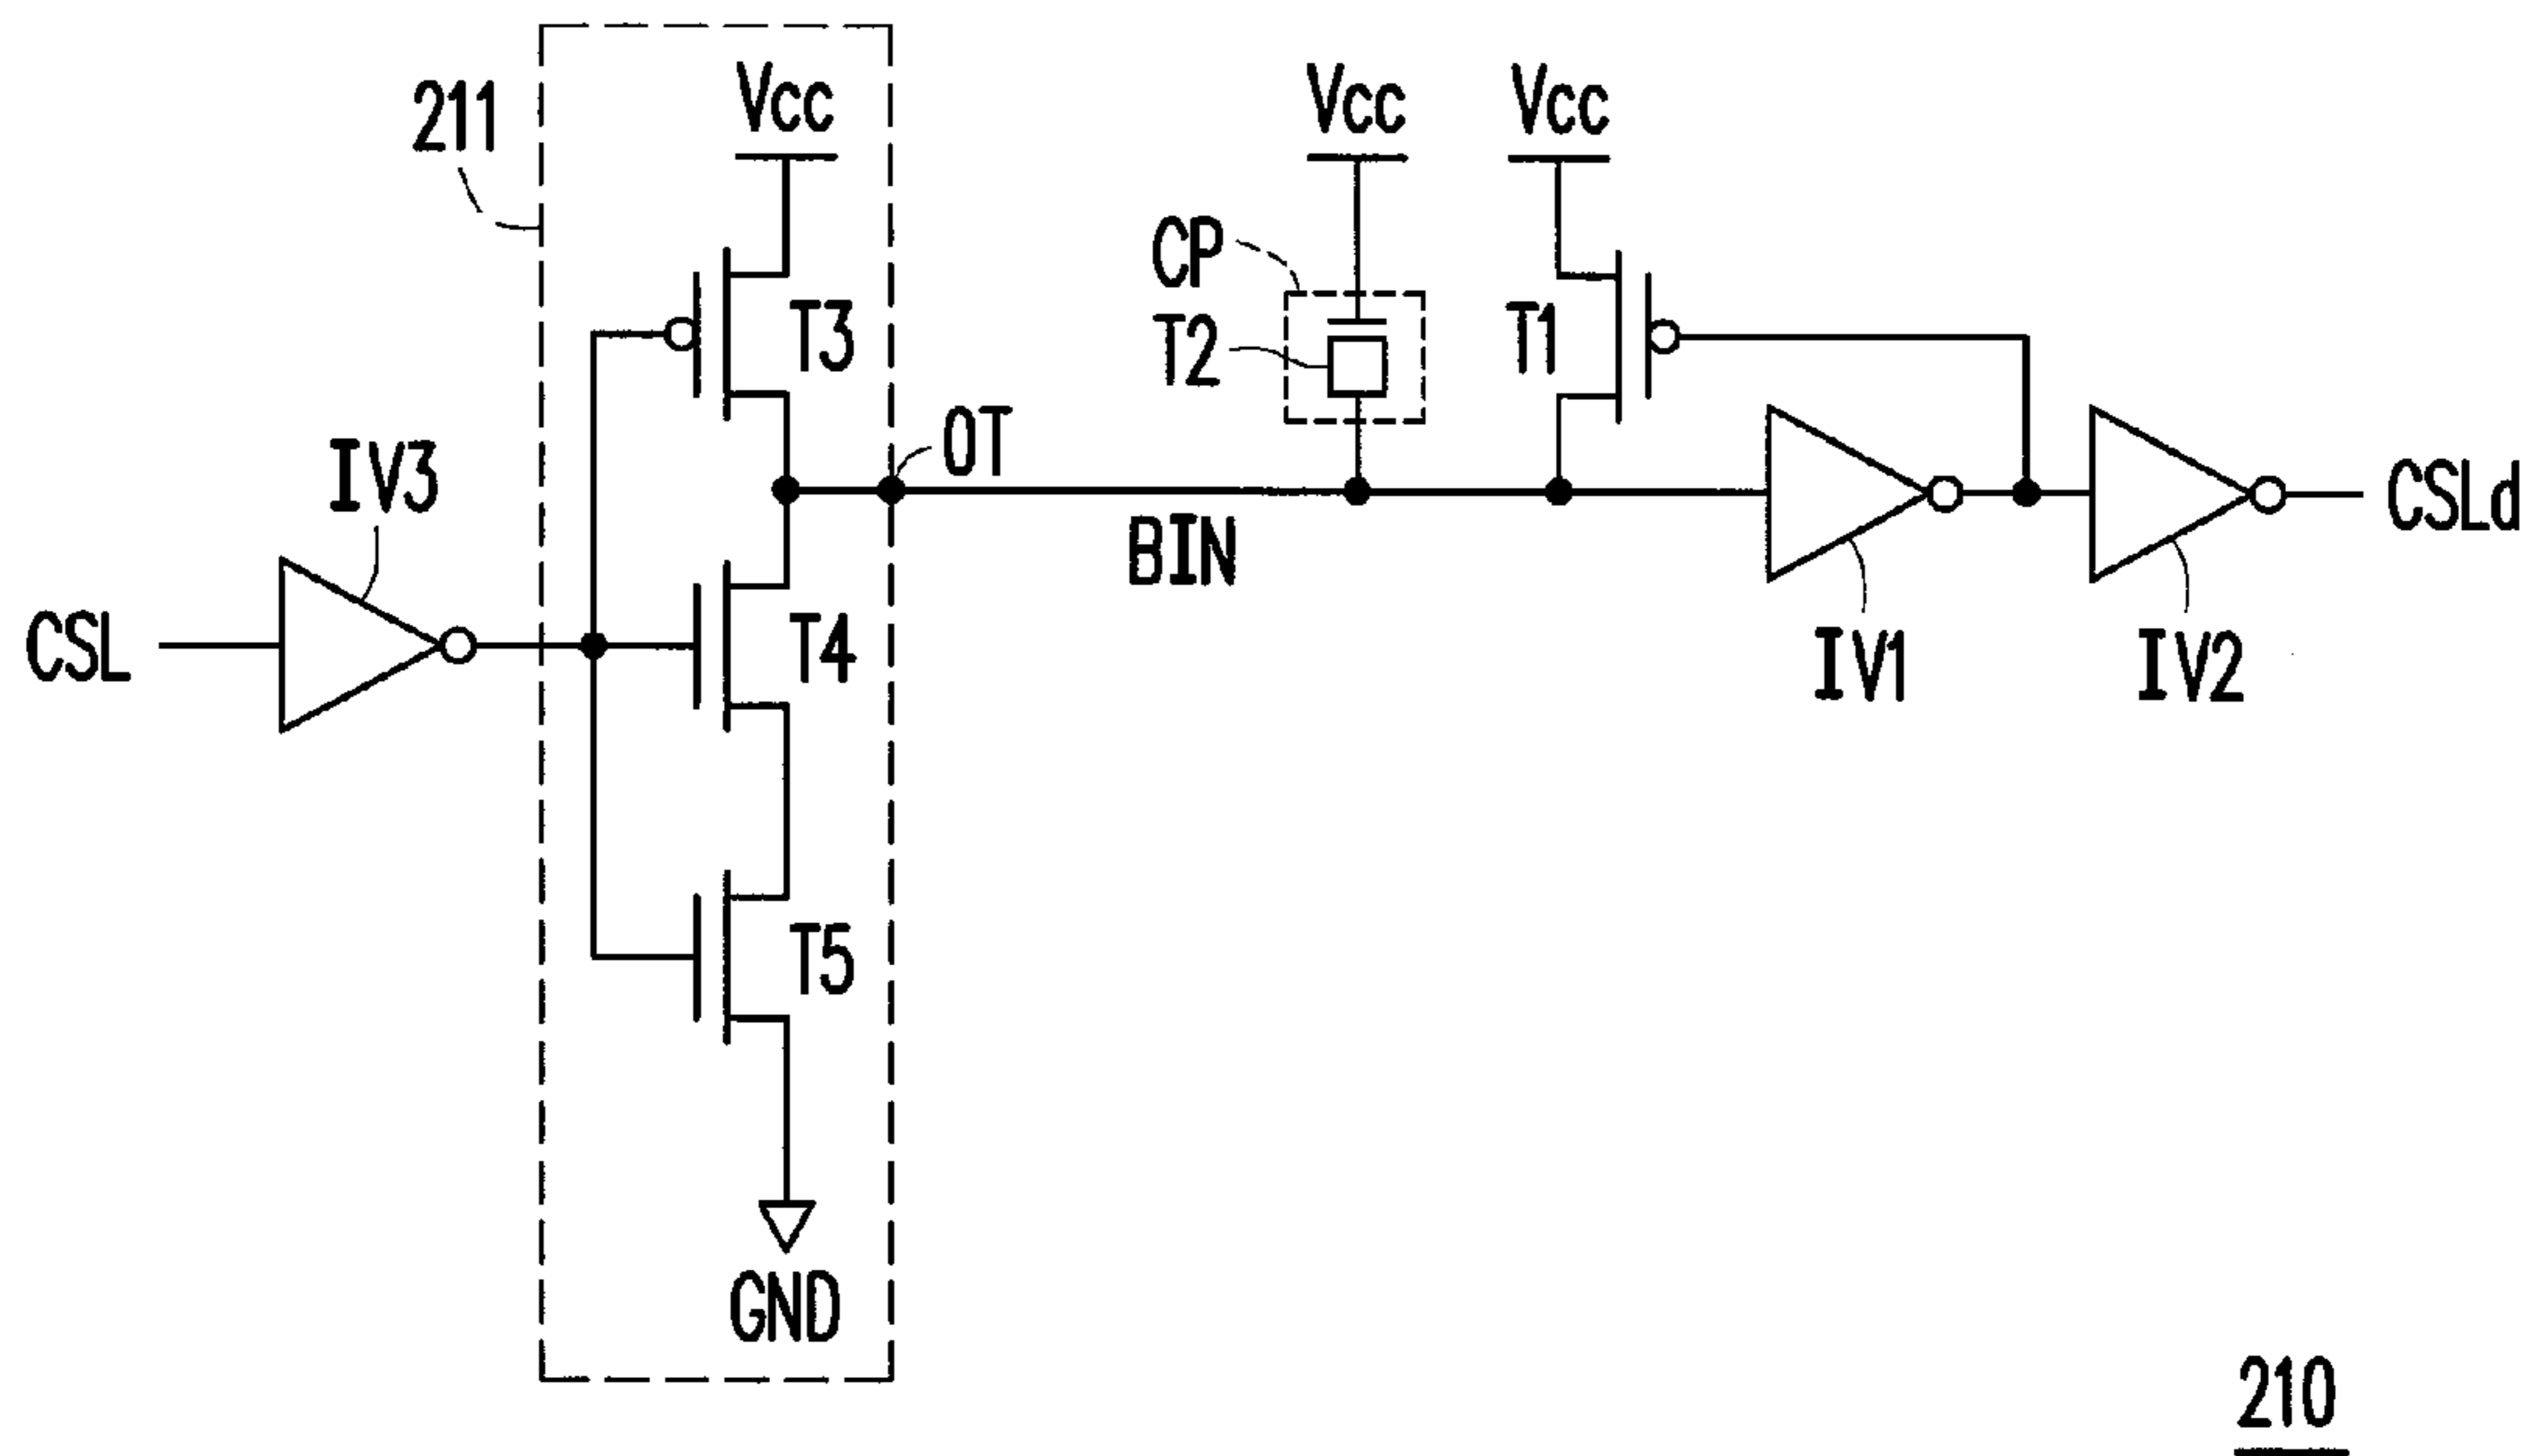 211
Vcc
Vcc
Vcc
CP
T3
T2
T1
OT
IV3
BIN
CSLd
CSL
T4
IV1
IV2
T5
GND
210